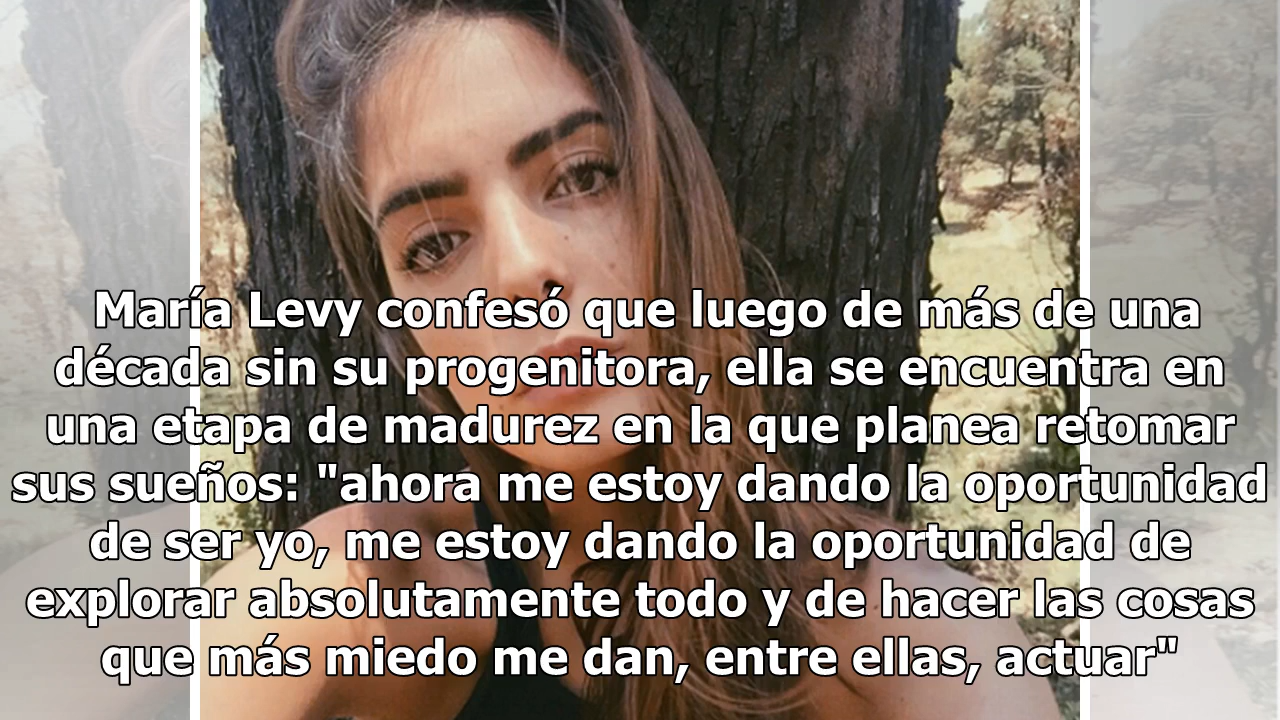 María Levy confesó que luego de más de una
década sin su progenitora, ella se encuentra en
una etapa de madurez en la que planea retomar
sus sueños: "ahora me estoy dando la oportunidad
de ser yo, me estoy dando la oportunidad de
explorar absolutamente todo y de hacer las cosas
que más miedo me dan, entre ellas, actuar"